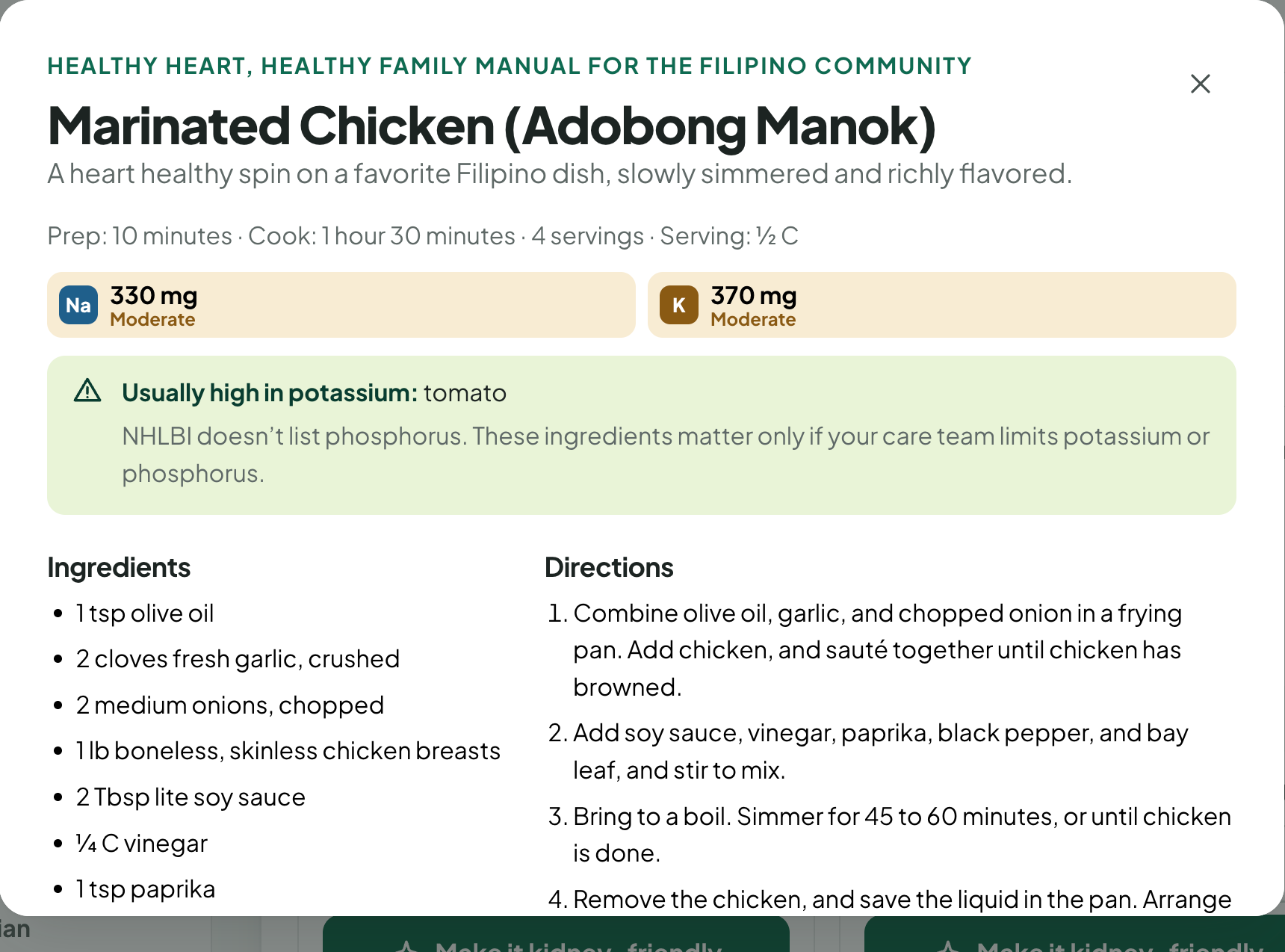 HEALTHY HEART, HEALTHY FAMILY MANUAL FOR THE FILIPINO COMMUNITY
Marinated Chicken (Adobong Manok)
A heart healthy spin on a favorite Filipino dish, slowly simmered and richly flavored.
Prep: 10 minutes · Cook: 1 hour 30 minutes · 4 servings · Serving: ½ C
Na 330 mg
Moderate
K 370 mg
Moderate
Usually high in potassium: tomato
NHLBI doesn’t list phosphorus. These ingredients matter only if your care team limits potassium or
phosphorus.
Ingredients
• 1 tsp olive oil
• 2 cloves fresh garlic, crushed
• 2 medium onions, chopped
• 1 lb boneless, skinless chicken breasts
• 2 Tbsp lite soy sauce
• ¼ C vinegar
• 1 tsp paprika
Directions
1. Combine olive oil, garlic, and chopped onion in a frying
pan. Add chicken, and sauté together until chicken has
browned.
2. Add soy sauce, vinegar, paprika, black pepper, and bay
leaf, and stir to mix.
3. Bring to a boil. Simmer for 45 to 60 minutes, or until chicken
is done.
4. Remove the chicken, and save the liquid in the pan. Arrange
Make it kidney-friendly
Make it kidney-friendly